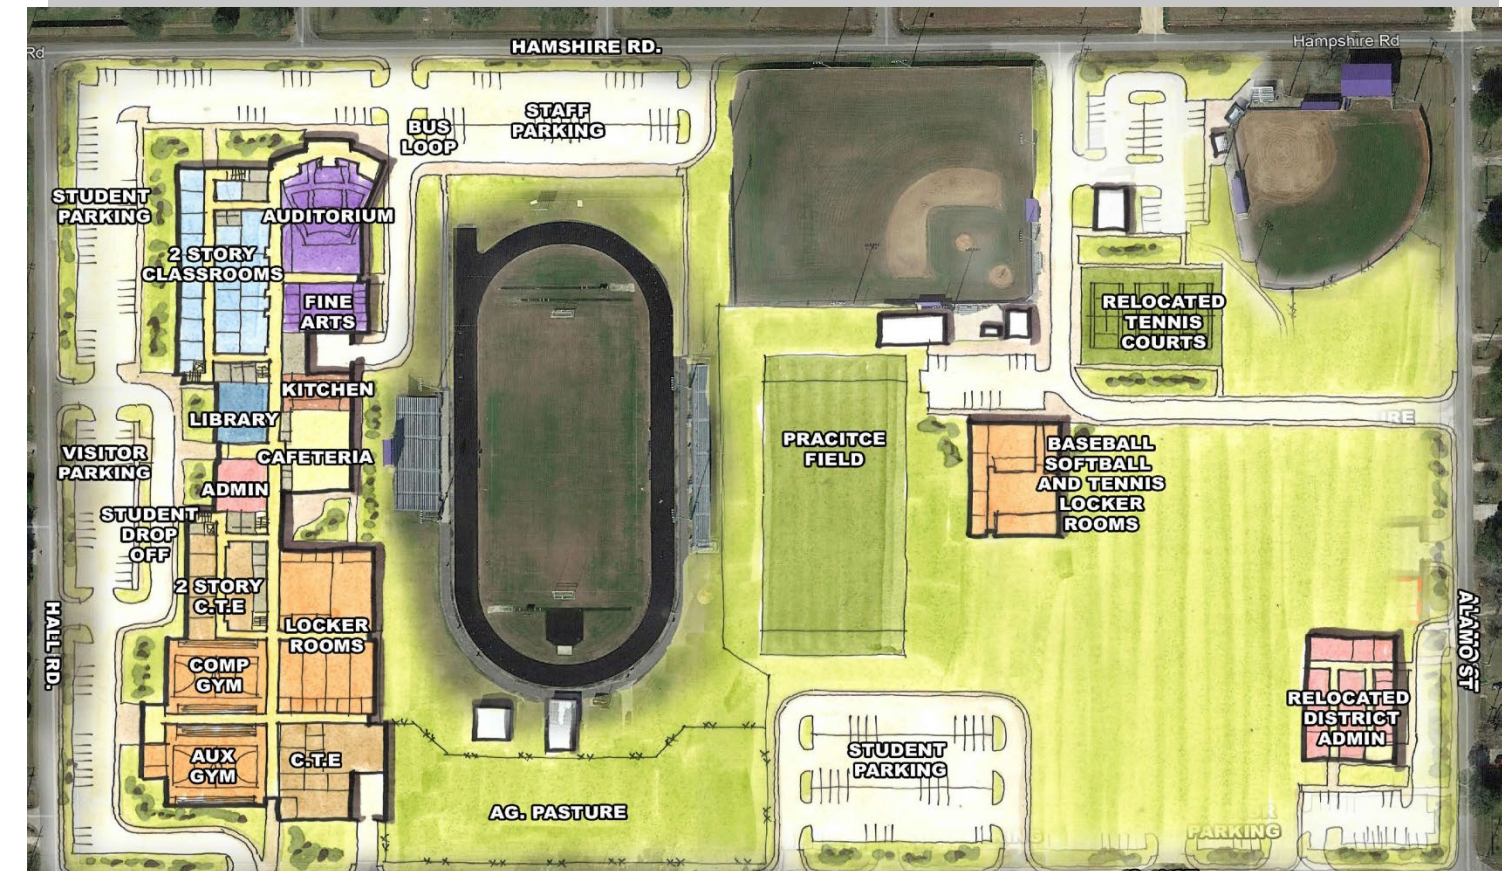 HAMSHIRE RD.
Hampshire Rd
Rd
STAFF
PARKING
BUS
LOOP
STUDENT
PARKING
AUDITORIUM
2 STORY
CLASSROOMS
FINE
ARTS
RELOCATED
TENNIS
COURTS
KITCHEN
LIBRARY
CAFETERIA
VISITOR
PARKING
ADMIN
STUDENT
DROP
OFF
PRACITCE
FIELD
BASEBALL
SOFTBALL
AND TENNIS
LOCKER
ROOMS
2 STORY
C.T.E
LOCKER
ROOMS
HALL RD.
ALAMO ST
COMP
GYM
AUX
GYM
C.T.E
RELOCATED
DISTRICT
ADMIN
STUDENT
PARKING
AG. PASTURE
PARKING